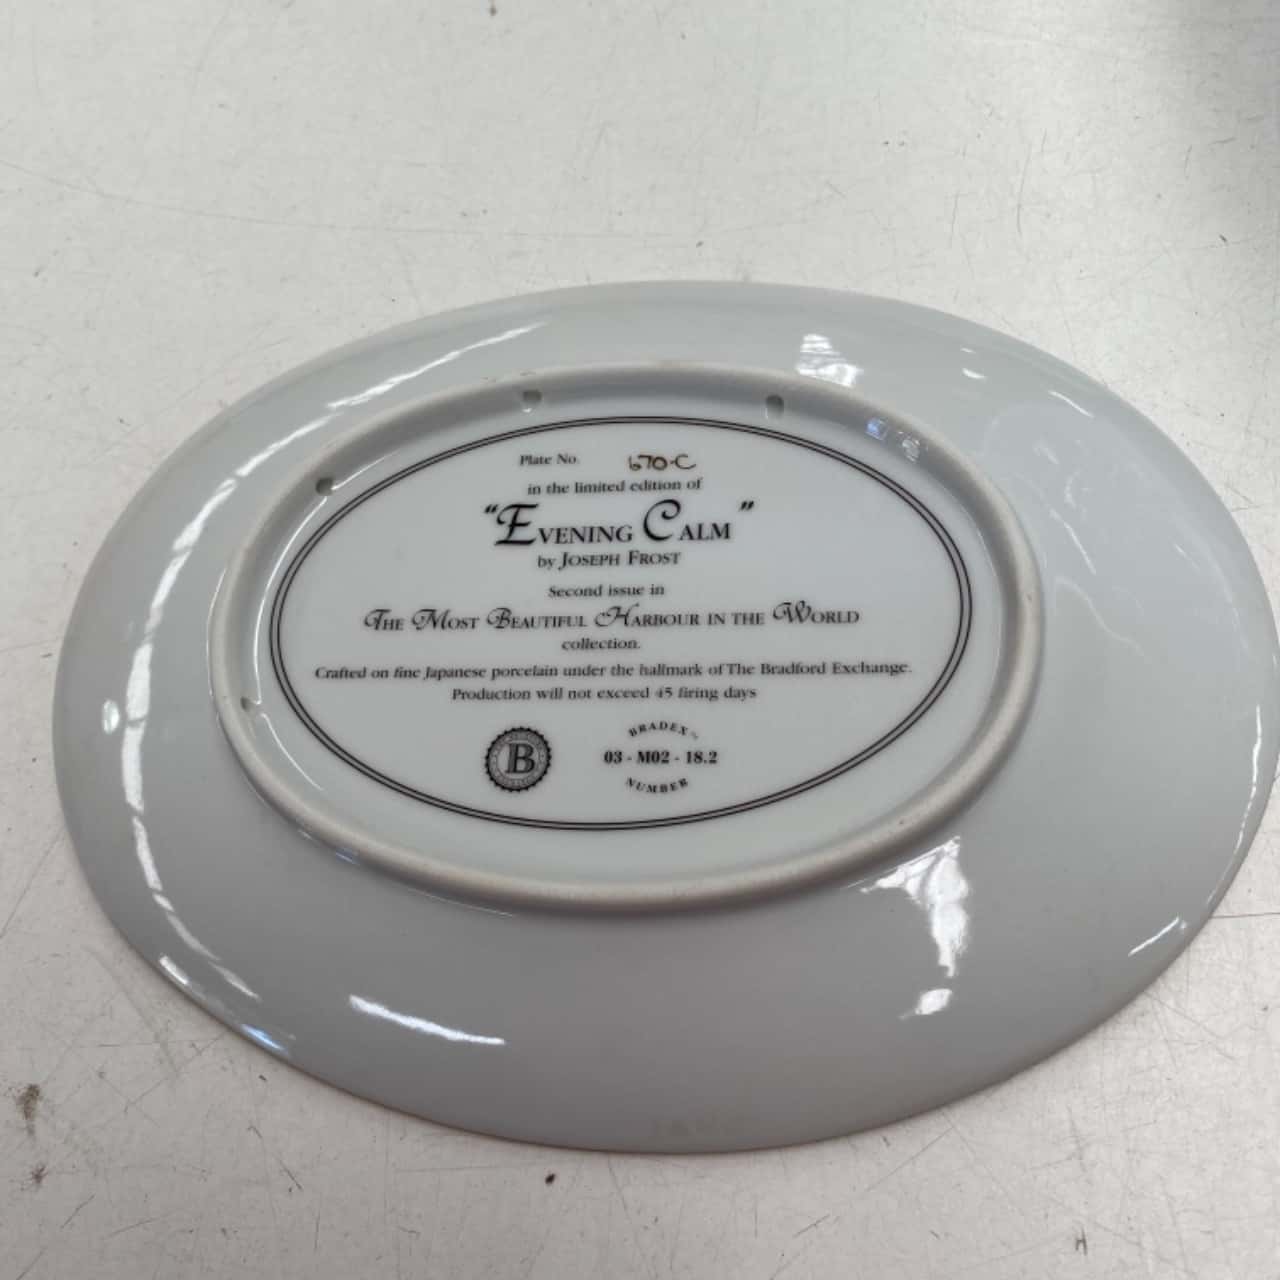 Plate No. 670-C
in the limited edition of
"EVENING CALM"
by JOSEPH FROST
Second issue in
THE MOST BEAUTIFUL HARBOUR IN THE WORLD
collection.
Crafted on fine Japanese porcelain under the hallmark of The Bradford Exchange.
Production will not exceed 45 firing days
B
BRADEX™
03 - M02 - 18.2
NUMBER